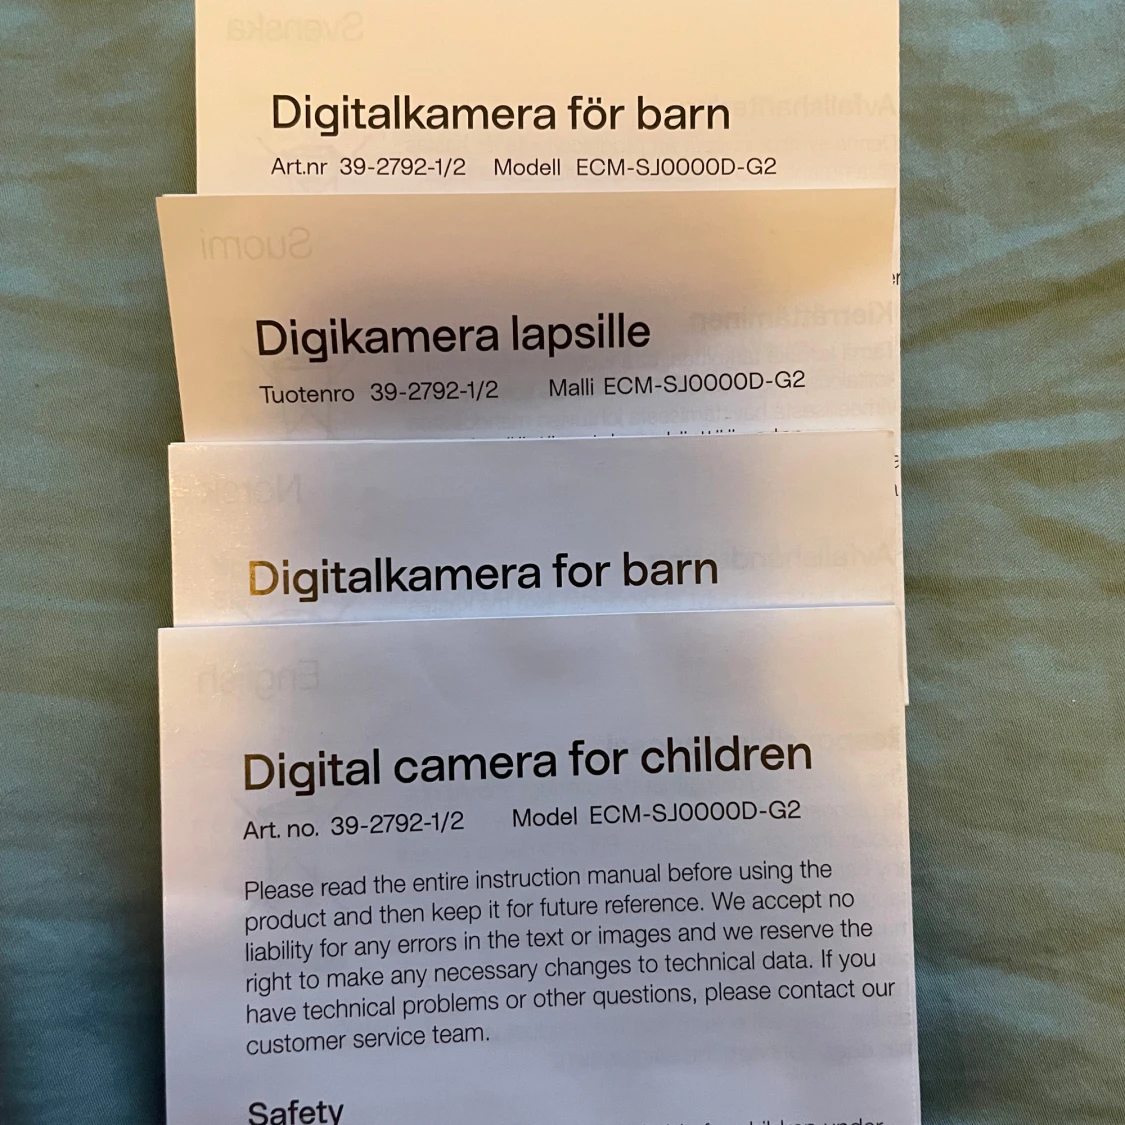 Svenska
Digitalkamera för barn
Art.nr 39-2792-1/2 Modell ECM-SJ0000D-G2
Suomi
Kierrättäminen
Digikamera lapsille
Tuotenro 39-2792-1/2 Malli ECM-SJ0000D-G2
Norsk
Digitalkamera for barn
English
Digital camera for children
Art. no. 39-2792-1/2 Model ECM-SJ0000D-G2
Please read the entire instruction manual before using the
product and then keep it for future reference. We accept no
liability for any errors in the text or images and we reserve the
right to make any necessary changes to technical data. If you
have technical problems or other questions, please contact our
customer service team.
Safety